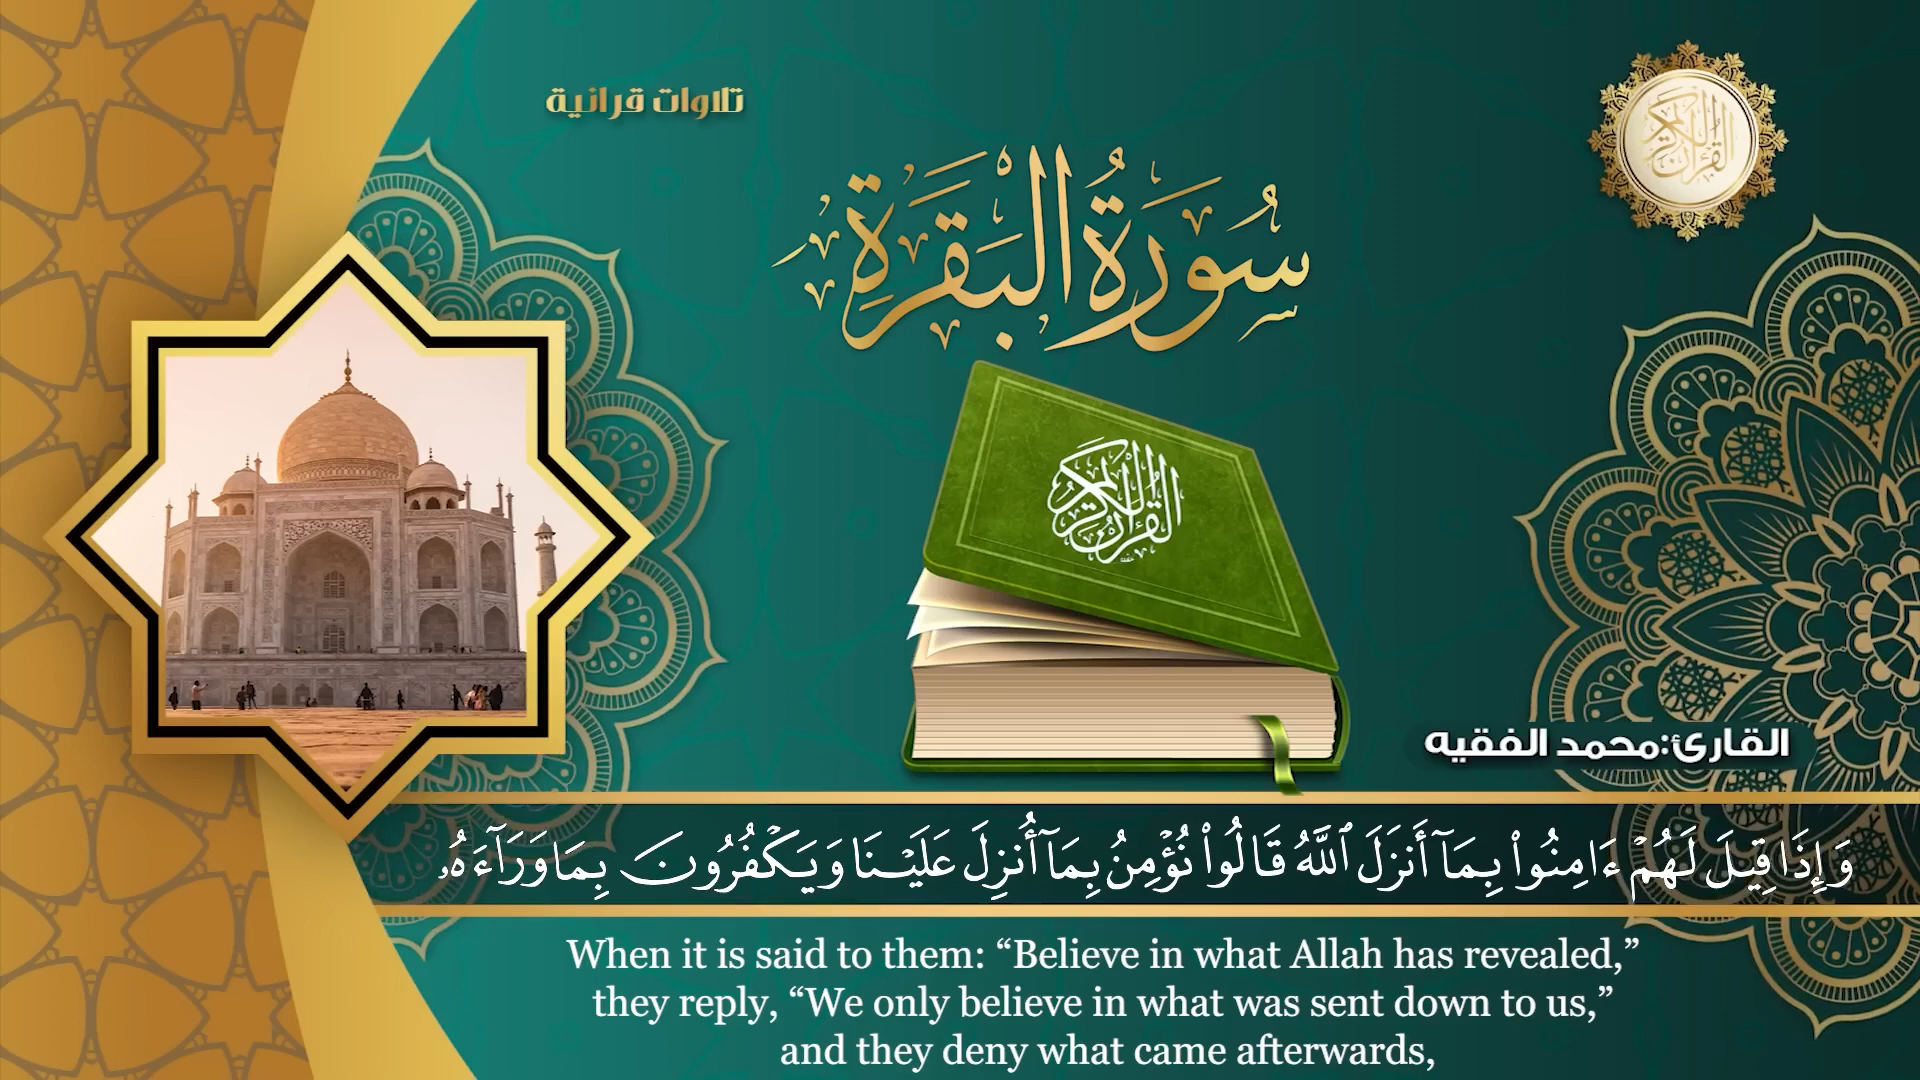 تلاوات قرانية
القرآن الكريم
سُورَةُ البَقَرَةِ
القرآن الكريم
القارئ:محمد الفقيه
وَإِذَا قِيلَ لَهُمْ ءَامِنُوا۟ بِمَآ أَنزَلَ ٱللَّهُ قَالُوا۟ نُؤْمِنُ بِمَآ أُنزِلَ عَلَيْنَا وَيَكْفُرُونَ بِمَا وَرَآءَهُۥ
When it is said to them: “Believe in what Allah has revealed,”
they reply, “We only believe in what was sent down to us,”
and they deny what came afterwards,